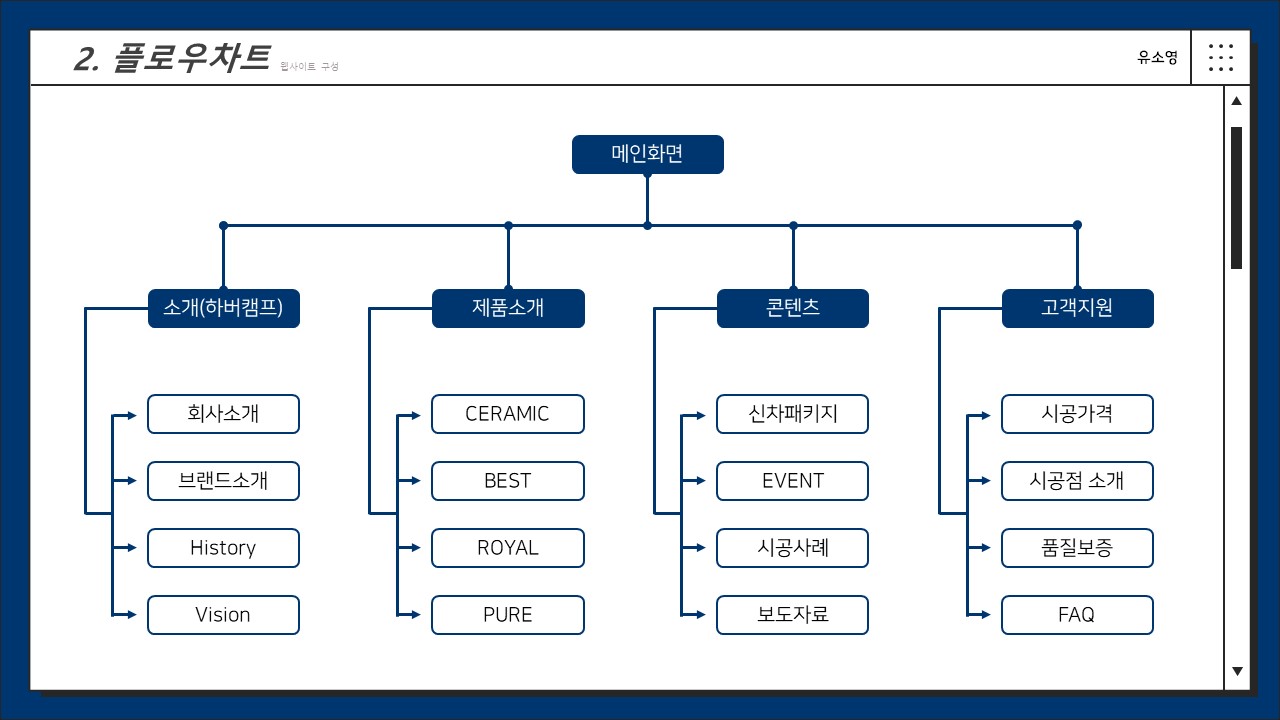 2. 플로우차트 웹사이트 구성
유소영
메인화면
소개(하버캠프)
제품소개
콘텐츠
고객지원
회사소개
브랜드소개
History
Vision
CERAMIC
BEST
ROYAL
PURE
신차패키지
EVENT
시공사례
보도자료
시공가격
시공점 소개
품질보증
FAQ